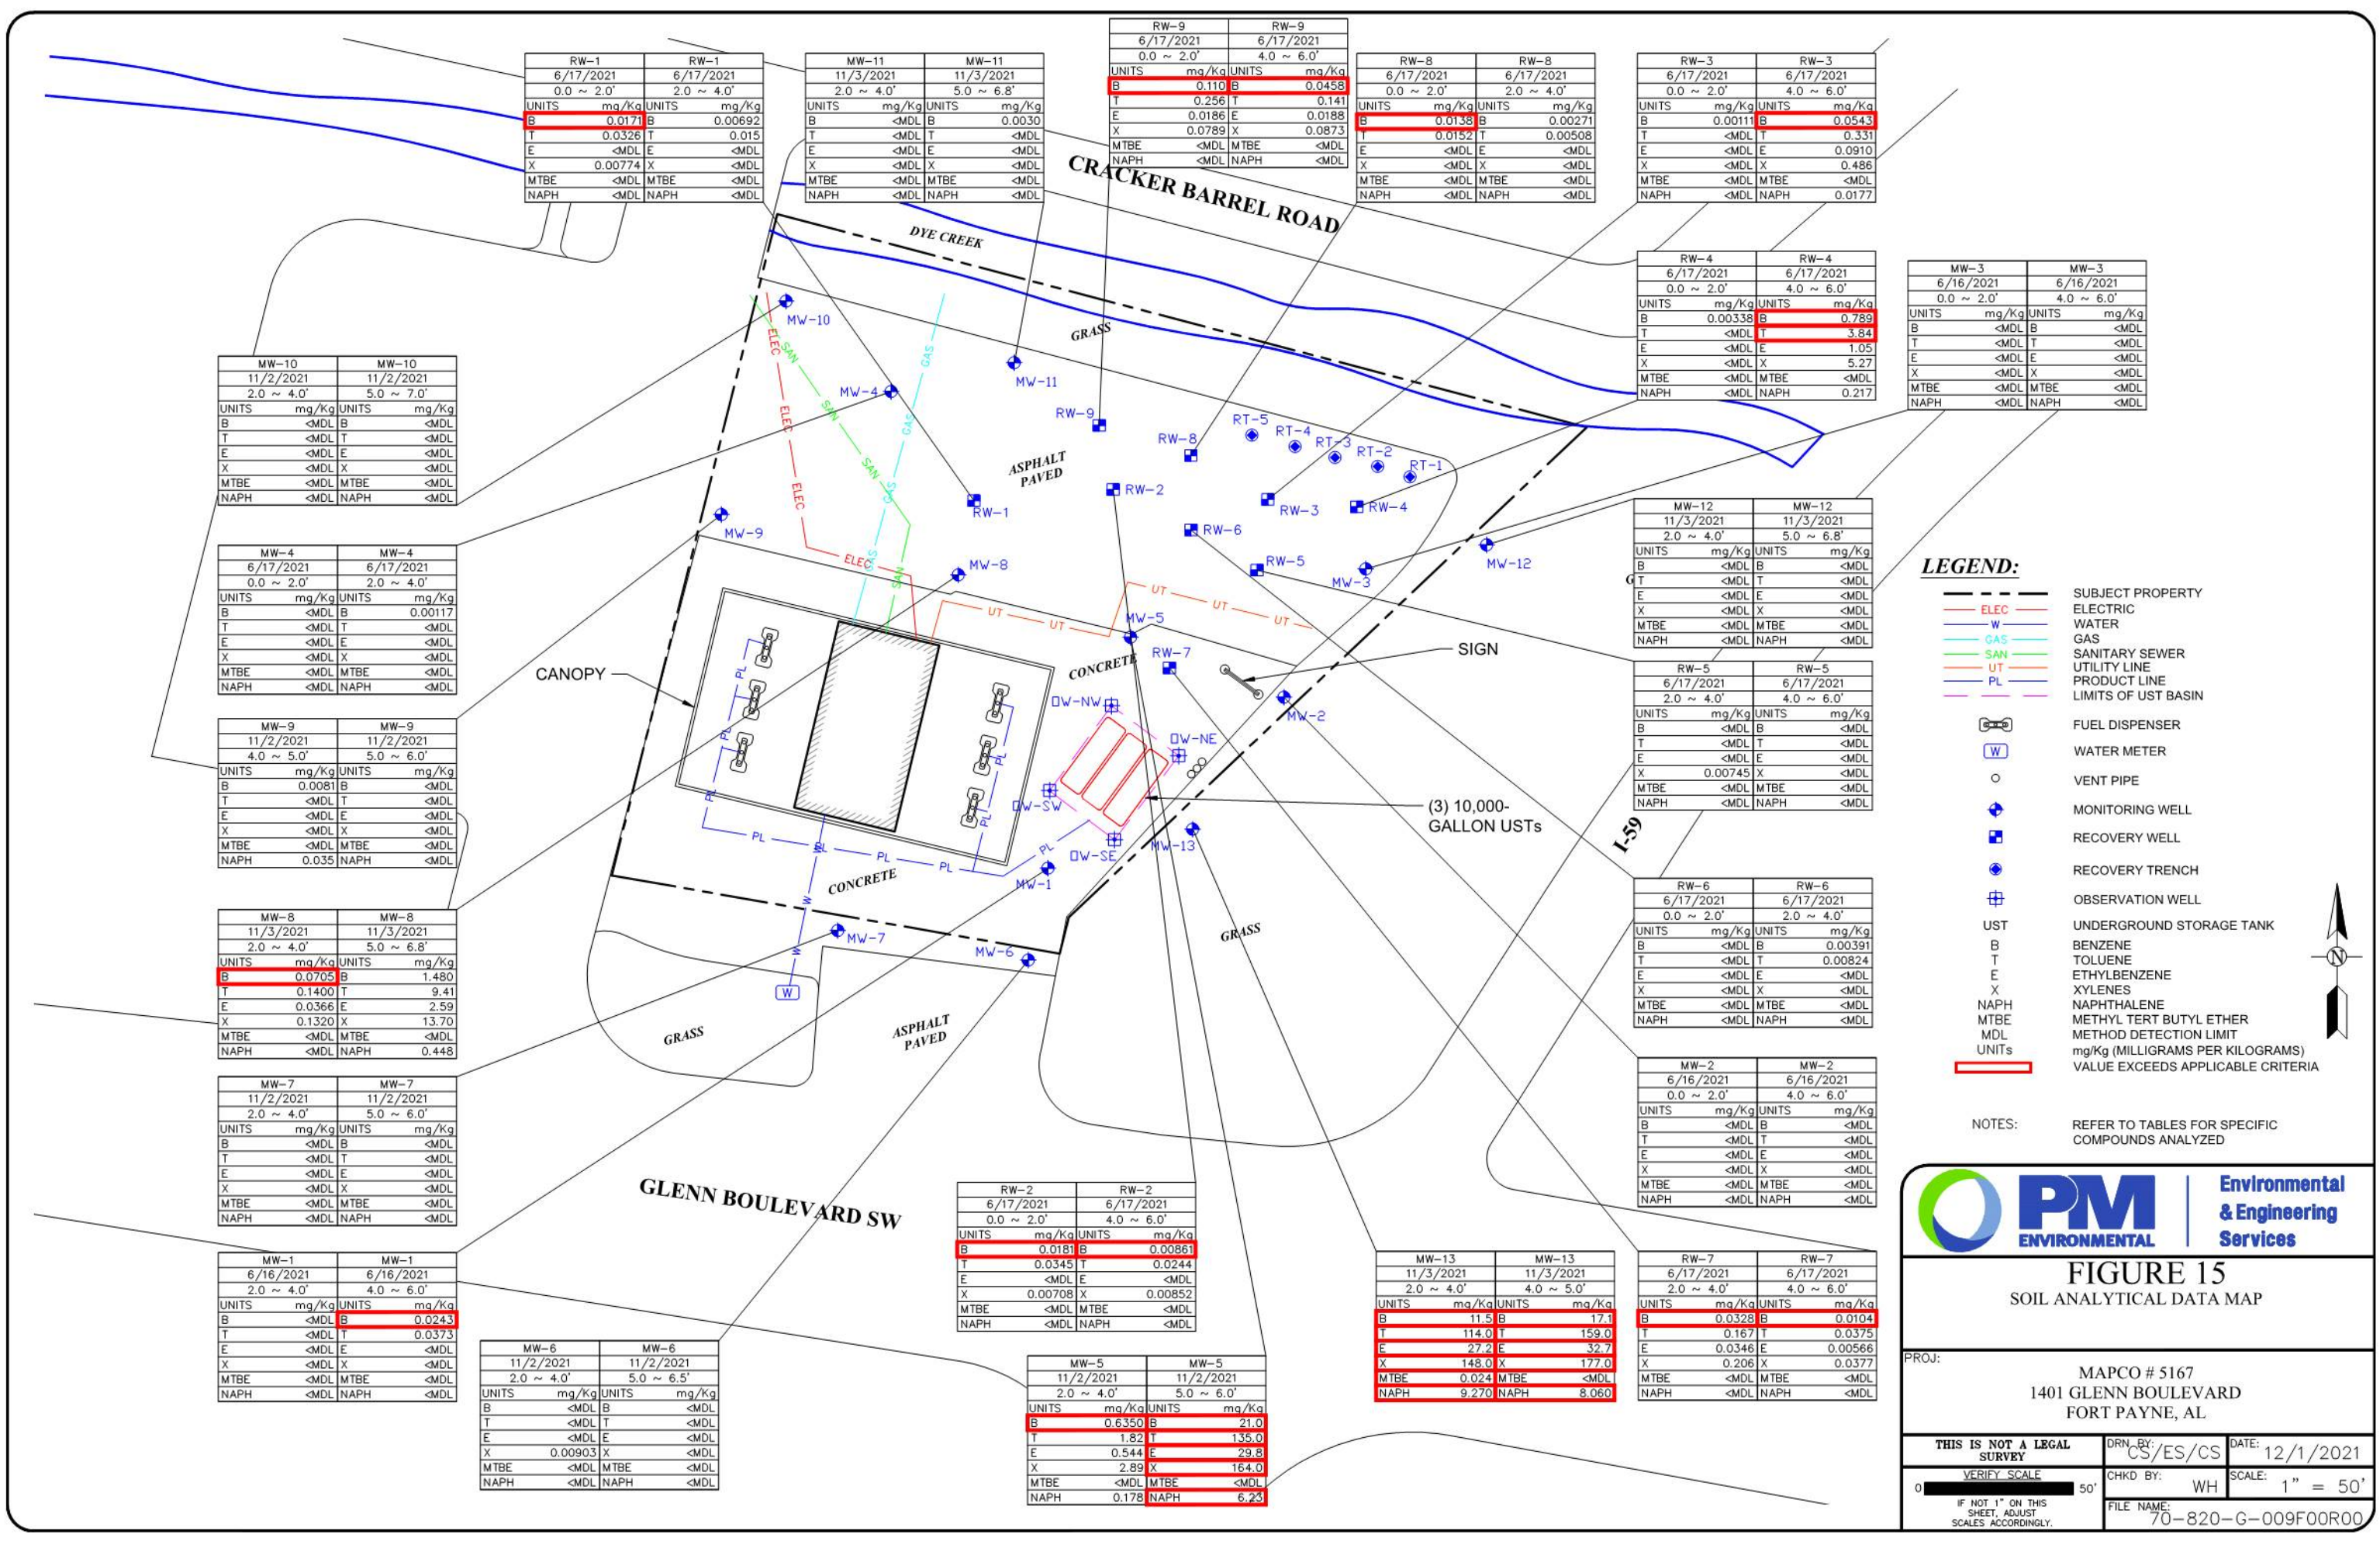 RW-1 RW-1
6/17/2021 6/17/2021
0.0 ~ 2.0' 2.0 ~ 4.0'
UNITS mg/Kg UNITS mg/Kg
B 0.0171 B 0.00692
T 0.0326 T 0.015
E <MDL E <MDL
X 0.00774 X <MDL
MTBE <MDL MTBE <MDL
NAPH <MDL NAPH <MDL
MW-11 MW-11
11/3/2021 11/3/2021
2.0 ~ 4.0' 5.0 ~ 6.8'
UNITS mg/Kg UNITS mg/Kg
B <MDL B 0.0030
T <MDL T <MDL
E <MDL E <MDL
X <MDL X <MDL
MTBE <MDL MTBE <MDL
NAPH <MDL NAPH <MDL
RW-9 RW-9
6/17/2021 6/17/2021
0.0 ~ 2.0' 4.0 ~ 6.0'
UNITS mg/Kg UNITS mg/Kg
B 0.110 B 0.0458
T 0.256 T 0.141
E 0.0186 E 0.0188
X 0.0789 X 0.0873
MTBE <MDL MTBE <MDL
NAPH <MDL NAPH <MDL
RW-8 RW-8
6/17/2021 6/17/2021
0.0 ~ 2.0' 2.0 ~ 4.0'
UNITS mg/Kg UNITS mg/Kg
B 0.0138 B 0.00271
T 0.0152 T 0.00508
E <MDL E <MDL
X <MDL X <MDL
MTBE <MDL MTBE <MDL
NAPH <MDL NAPH <MDL
RW-3 RW-3
6/17/2021 6/17/2021
0.0 ~ 2.0' 4.0 ~ 6.0'
UNITS mg/Kg UNITS mg/Kg
B 0.00111 B 0.0543
T <MDL T 0.331
E <MDL E 0.0910
X <MDL X 0.486
MTBE <MDL MTBE <MDL
NAPH <MDL NAPH 0.0177
RW-4 RW-4
6/17/2021 6/17/2021
0.0 ~ 2.0' 4.0 ~ 6.0'
UNITS mg/Kg UNITS mg/Kg
B 0.00338 B 0.789
T <MDL T 3.84
E <MDL E 1.05
X <MDL X 5.27
MTBE <MDL MTBE <MDL
NAPH <MDL NAPH 0.217
MW-3 MW-3
6/16/2021 6/16/2021
0.0 ~ 2.0' 4.0 ~ 6.0'
UNITS mg/Kg UNITS mg/Kg
B <MDL B <MDL
T <MDL T <MDL
E <MDL E <MDL
X <MDL X <MDL
MTBE <MDL MTBE <MDL
NAPH <MDL NAPH <MDL
MW-10 MW-10
11/2/2021 11/2/2021
2.0 ~ 4.0' 5.0 ~ 7.0'
UNITS mg/Kg UNITS mg/Kg
B <MDL B <MDL
T <MDL T <MDL
E <MDL E <MDL
X <MDL X <MDL
MTBE <MDL MTBE <MDL
NAPH <MDL NAPH <MDL
MW-4 MW-4
6/17/2021 6/17/2021
0.0 ~ 2.0' 2.0 ~ 4.0'
UNITS mg/Kg UNITS mg/Kg
B <MDL B 0.00117
T <MDL T <MDL
E <MDL E <MDL
X <MDL X <MDL
MTBE <MDL MTBE <MDL
NAPH <MDL NAPH <MDL
MW-9 MW-9
11/2/2021 11/2/2021
4.0 ~ 5.0' 5.0 ~ 6.0'
UNITS mg/Kg UNITS mg/Kg
B 0.0081 B <MDL
T <MDL T <MDL
E <MDL E <MDL
X <MDL X <MDL
MTBE <MDL MTBE <MDL
NAPH 0.035 NAPH <MDL
MW-8 MW-8
11/3/2021 11/3/2021
2.0 ~ 4.0' 5.0 ~ 6.8'
UNITS mg/Kg UNITS mg/Kg
B 0.0705 B 1.480
T 0.1400 T 9.41
E 0.0366 E 2.59
X 0.1320 X 13.70
MTBE <MDL MTBE <MDL
NAPH <MDL NAPH 0.448
MW-7 MW-7
11/2/2021 11/2/2021
2.0 ~ 4.0' 5.0 ~ 6.0'
UNITS mg/Kg UNITS mg/Kg
B <MDL B <MDL
T <MDL T <MDL
E <MDL E <MDL
X <MDL X <MDL
MTBE <MDL MTBE <MDL
NAPH <MDL NAPH <MDL
MW-1 MW-1
6/16/2021 6/16/2021
2.0 ~ 4.0' 4.0 ~ 6.0'
UNITS mg/Kg UNITS mg/Kg
B <MDL B 0.0243
T <MDL T 0.0373
E <MDL E <MDL
X <MDL X <MDL
MTBE <MDL MTBE <MDL
NAPH <MDL NAPH <MDL
MW-6 MW-6
11/2/2021 11/2/2021
2.0 ~ 4.0' 5.0 ~ 6.5'
UNITS mg/Kg UNITS mg/Kg
B <MDL B <MDL
T <MDL T <MDL
E <MDL E <MDL
X 0.00903 X <MDL
MTBE <MDL MTBE <MDL
NAPH <MDL NAPH <MDL
RW-2 RW-2
6/17/2021 6/17/2021
0.0 ~ 2.0' 4.0 ~ 6.0'
UNITS mg/Kg UNITS mg/Kg
B 0.0181 B 0.00861
T 0.0345 T 0.0244
E <MDL E <MDL
X 0.00708 X 0.00852
MTBE <MDL MTBE <MDL
NAPH <MDL NAPH <MDL
MW-5 MW-5
11/2/2021 11/2/2021
2.0 ~ 4.0' 5.0 ~ 6.0'
UNITS mg/Kg UNITS mg/Kg
B 0.6350 B 21.0
T 1.82 T 135.0
E 0.544 E 29.8
X 2.89 X 164.0
MTBE <MDL MTBE <MDL
NAPH 0.178 NAPH 6.23
MW-13 MW-13
11/3/2021 11/3/2021
2.0 ~ 4.0' 4.0 ~ 5.0'
UNITS mg/Kg UNITS mg/Kg
B 11.5 B 17.1
T 114.0 T 159.0
E 27.2 E 32.7
X 148.0 X 177.0
MTBE 0.024 MTBE <MDL
NAPH 9.270 NAPH 8.060
RW-7 RW-7
6/17/2021 6/17/2021
2.0 ~ 4.0' 4.0 ~ 6.0'
UNITS mg/Kg UNITS mg/Kg
B 0.0328 B 0.0104
T 0.167 T 0.0375
E 0.0346 E 0.00566
X 0.206 X 0.0377
MTBE <MDL MTBE <MDL
NAPH <MDL NAPH <MDL
MW-12 MW-12
11/3/2021 11/3/2021
2.0 ~ 4.0' 5.0 ~ 6.8'
UNITS mg/Kg UNITS mg/Kg
B <MDL B <MDL
T <MDL T <MDL
E <MDL E <MDL
X <MDL X <MDL
MTBE <MDL MTBE <MDL
NAPH <MDL NAPH <MDL
RW-5 RW-5
6/17/2021 6/17/2021
2.0 ~ 4.0' 4.0 ~ 6.0'
UNITS mg/Kg UNITS mg/Kg
B <MDL B <MDL
T <MDL T <MDL
E <MDL E <MDL
X 0.00745 X <MDL
MTBE <MDL MTBE <MDL
NAPH <MDL NAPH <MDL
RW-6 RW-6
6/17/2021 6/17/2021
0.0 ~ 2.0' 2.0 ~ 4.0'
UNITS mg/Kg UNITS mg/Kg
B <MDL B 0.00391
T <MDL T 0.00824
E <MDL E <MDL
X <MDL X <MDL
MTBE <MDL MTBE <MDL
NAPH <MDL NAPH <MDL
MW-2 MW-2
6/16/2021 6/16/2021
0.0 ~ 2.0' 4.0 ~ 6.0'
UNITS mg/Kg UNITS mg/Kg
B <MDL B <MDL
T <MDL T <MDL
E <MDL E <MDL
X <MDL X <MDL
MTBE <MDL MTBE <MDL
NAPH <MDL NAPH <MDL
CRACKER BARREL ROAD
DYE CREEK
GRASS
MW-10
MW-4
MW-11
RW-9
RW-8
RT-5
RT-4
RT-3
RT-2
RT-1
ASPHALT
PAVED
RW-1
RW-2
RW-3
RW-4
RW-6
RW-5
MW-9
MW-8
MW-3
MW-12
G
ELEC
ELEC
ELEC
ELEC
SAN
SAN
SAN
SAN
GAS
GAS
GAS
GAS
UT
UT
UT
UT
UT
MW-5
RW-7
CONCRETE
SIGN
CANOPY
MW-2
OW-NW
OW-NE
OW-SW
OW-SE
(3) 10,000-
GALLON USTs
MW-13
MW-1
PL
PL
PL
PL
PL
PL
PL
PL
PL
PL
W
W
W
CONCRETE
MW-7
MW-6
W
GRASS
ASPHALT
PAVED
GRASS
I-59
GLENN BOULEVARD SW
LEGEND:
SUBJECT PROPERTY
ELEC ELECTRIC
W WATER
GAS GAS
SAN SANITARY SEWER
UT UTILITY LINE
PL PRODUCT LINE
LIMITS OF UST BASIN
FUEL DISPENSER
W WATER METER
VENT PIPE
MONITORING WELL
RECOVERY WELL
RECOVERY TRENCH
OBSERVATION WELL
UST UNDERGROUND STORAGE TANK
B BENZENE
T TOLUENE
E ETHYLBENZENE
X XYLENES
NAPH NAPHTHALENE
MTBE METHYL TERT BUTYL ETHER
MDL METHOD DETECTION LIMIT
UNITs mg/Kg (MILLIGRAMS PER KILOGRAMS)
VALUE EXCEEDS APPLICABLE CRITERIA
N
NOTES: REFER TO TABLES FOR SPECIFIC
COMPOUNDS ANALYZED
PM
ENVIRONMENTAL
Environmental
& Engineering
Services
FIGURE 15
SOIL ANALYTICAL DATA MAP
PROJ:
MAPCO # 5167
1401 GLENN BOULEVARD
FORT PAYNE, AL
THIS IS NOT A LEGAL
SURVEY
DRN BY: CS/ES/CS
DATE: 12/1/2021
VERIFY SCALE
0 50'
IF NOT 1" ON THIS
SHEET, ADJUST
SCALES ACCORDINGLY.
CHKD BY: WH
SCALE: 1" = 50'
FILE NAME: 70-820-G-009F00R00